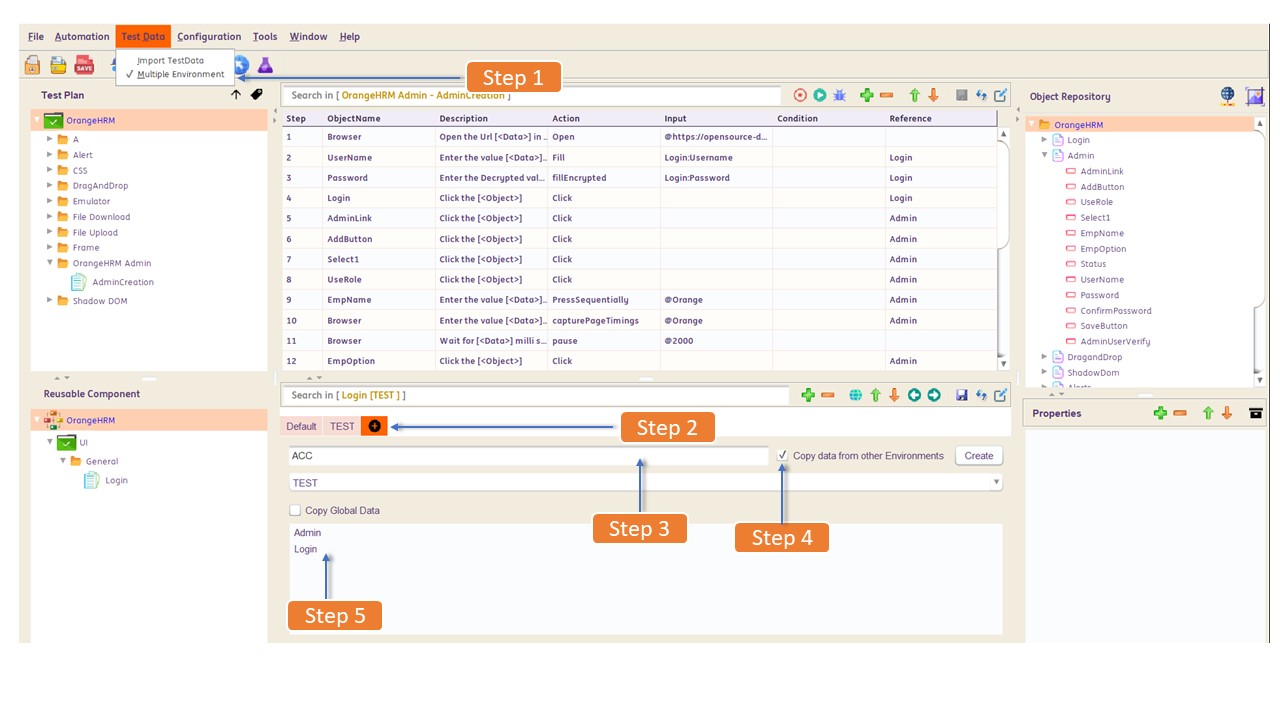 File Automation Test Data Configuration Tools Window Help
Import TestData
✓ Multiple Environment
SAVE
Step 1
Test Plan
OrangeHRM
A
Alert
CSS
DragAndDrop
Emulator
File Download
File Upload
Frame
OrangeHRM Admin
AdminCreation
Shadow DOM
Search in [ OrangeHRM Admin - AdminCreation ]
Step ObjectName Description Action Input Condition Reference
1 Browser Open the Url [<Data>] in .. Open @https://opensource-d...
2 UserName Enter the value [<Data>].. Fill Login:Username Login
3 Password Enter the Decrypted val... fillEncrypted Login:Password Login
4 Login Click the [<Object>] Click Login
5 AdminLink Click the [<Object>] Click Admin
6 AddButton Click the [<Object>] Click Admin
7 Select1 Click the [<Object>] Click Admin
8 UseRole Click the [<Object>] Click Admin
9 EmpName Enter the value [<Data>].. PressSequentially @Orange Admin
10 Browser Enter the value [<Data>].. capturePageTimings @Orange Admin
11 Browser Wait for [<Data>] milli s... pause @2000
12 EmpOption Click the [<Object>] Click Admin
Object Repository
OrangeHRM
Login
Admin
AdminLink
AddButton
UseRole
Select1
EmpName
EmpOption
Status
UserName
Password
ConfirmPassword
SaveButton
AdminUserVerify
DragandDrop
ShadowDom
Alerts
Reusable Component
OrangeHRM
UI
General
Login
Search in [ Login [TEST ] ]
Default TEST
Step 2
ACC
✓ Copy data from other Environments Create
TEST
Copy Global Data
Step 3
Step 4
Admin
Login
Step 5
Properties